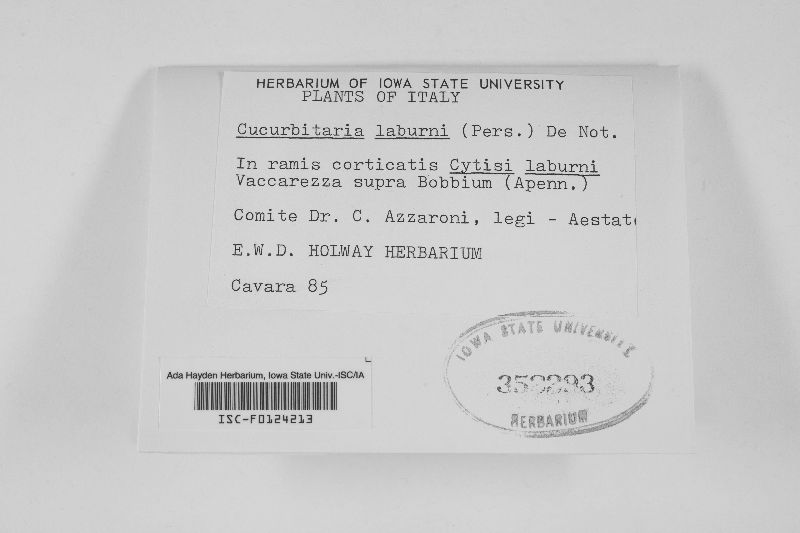 HERBARIUM OF IOWA STATE UNIVERSITY
PLANTS OF ITALY
Cucurbitaria laburni (Pers.) De Not.
In ramis corticatis Cytisi laburni
Vaccarezza supra Bobbium (Apenn.)
Comite Dr. C. Azzaroni, legi - Aestat
E.W.D. HOLWAY HERBARIUM
Cavara 85
IOWA STATE UNIVERSITY
HERBARIUM
Ada Hayden Herbarium, Iowa State Univ.-ISC/IA
ISC-F0124213